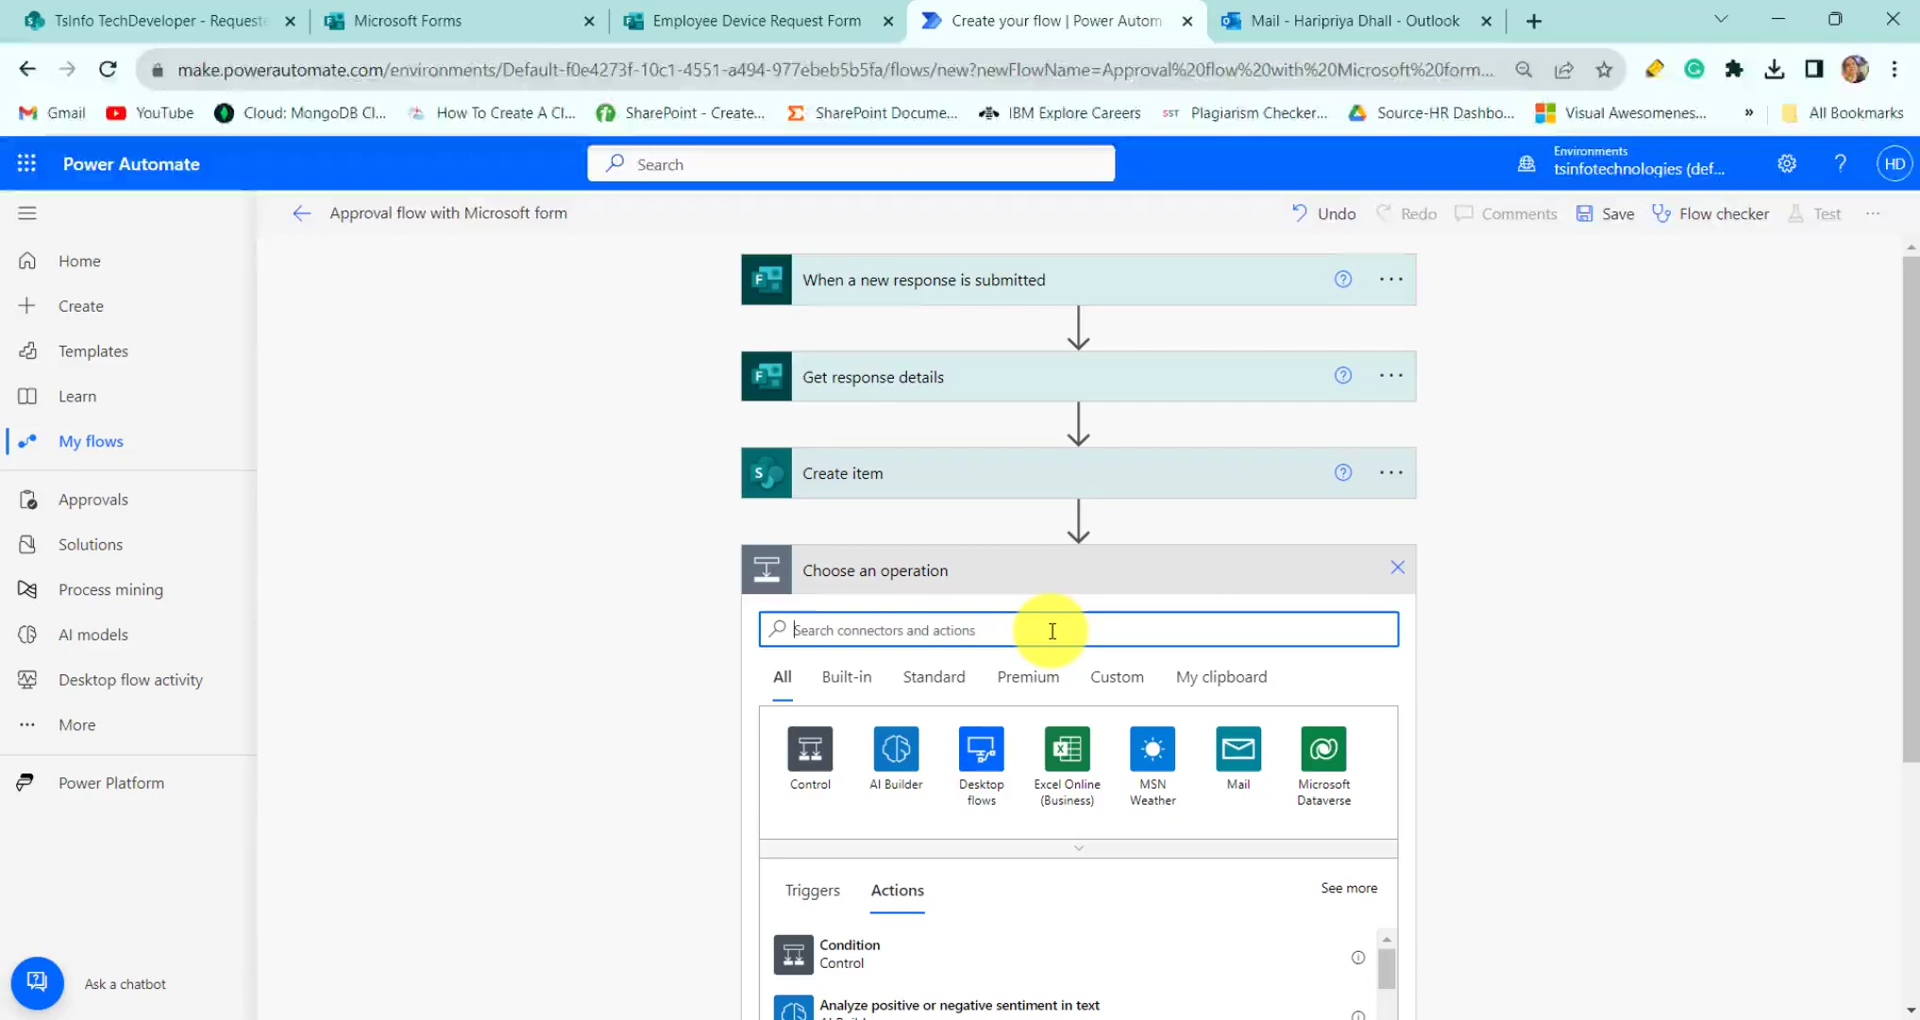 TsInfo TechDeveloper - Requeste
Microsoft Forms
Employee Device Request Form
Create your flow | Power Autom
Mail - Haripriya Dhall - Outlook
make.powerautomate.com/environments/Default-f0e4273f-10c1-4551-a494-977ebeb5b5fa/flows/new?newFlowName=Approval%20flow%20with%20Microsoft%20form...
Gmail
YouTube
Cloud: MongoDB Cl...
How To Create A Cl...
SharePoint - Create...
SharePoint Docume...
IBM Explore Careers
SST Plagiarism Checker...
Source-HR Dashbo...
Visual Awesomenes...
»
All Bookmarks
Power Automate
Search
Environments
tsinfotechnologies (def...
HD
Approval flow with Microsoft form
Undo
Redo
Comments
Save
Flow checker
Test
Home
Create
Templates
Learn
My flows
Approvals
Solutions
Process mining
AI models
Desktop flow activity
More
Power Platform
Ask a chatbot
When a new response is submitted
Get response details
Create item
Choose an operation
Search connectors and actions
All
Built-in
Standard
Premium
Custom
My clipboard
Control
AI Builder
Desktop
flows
Excel Online
(Business)
MSN
Weather
Mail
Microsoft
Dataverse
Triggers
Actions
See more
Condition
Control
Analyze positive or negative sentiment in text